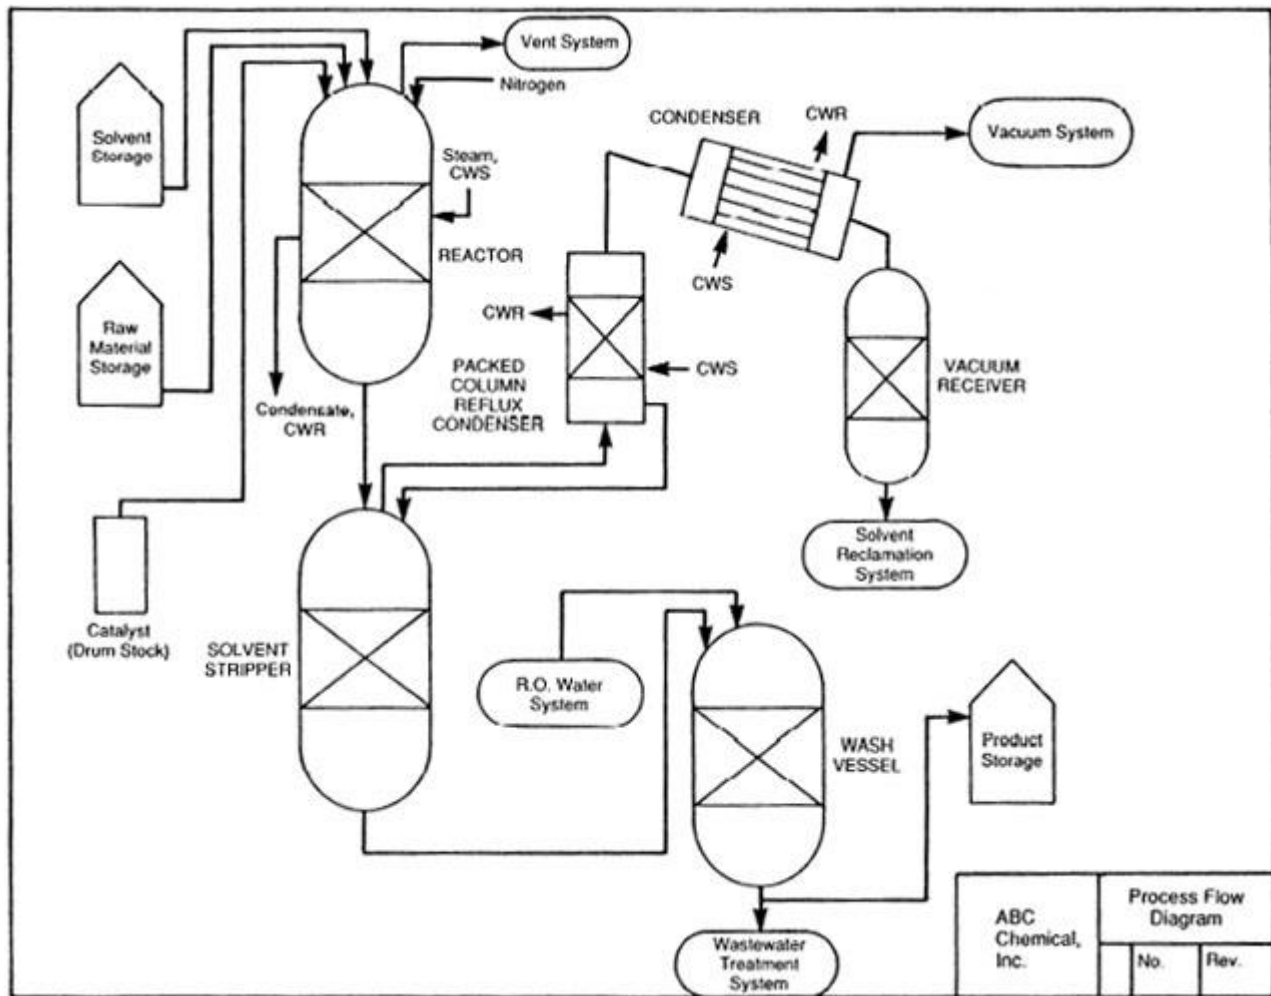 Vent System
Nitrogen
Solvent
Storage
Steam,
CWS
REACTOR
Raw
Material
Storage
Condensate,
CWR
CONDENSER
CWR
Vacuum System
CWS
CWR
CWS
PACKED
COLUMN
REFLUX
CONDENSER
VACUUM
RECEIVER
Solvent
Reclamation
System
Catalyst
(Drum Stock)
SOLVENT
STRIPPER
R.O. Water
System
WASH
VESSEL
Product
Storage
Wastewater
Treatment
System
ABC
Chemical,
Inc.
Process Flow
Diagram
No.
Rev.